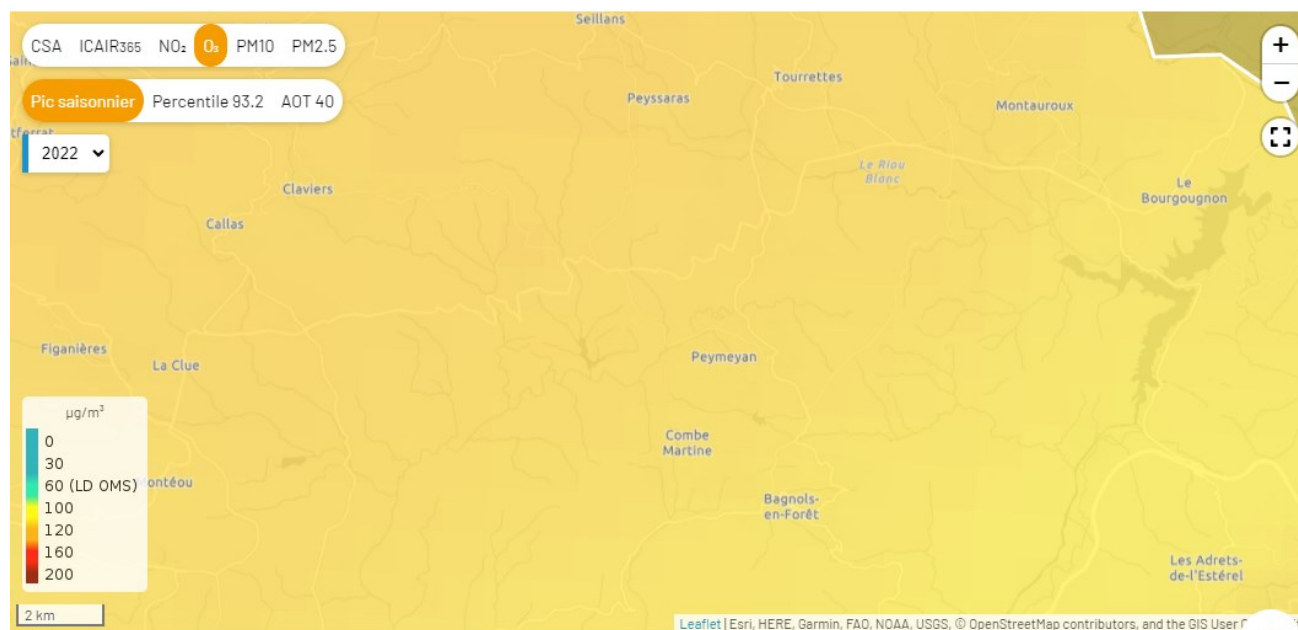 Seillans
CSA ICAIR365 NO₂ O₃ PM10 PM2.5
Tourrettes
Pic saisonnier Percentile 93.2 AOT 40
Peyssaras
Montauroux
2022
Le Riou
Blanc
Claviers
Le
Bourgougnon
Callas
Figanières
La Clue
Peymeyan
µg/m³
0
30
60 (LD OMS)
100
120
160
200
Combe
Martine
Bagnols-
en-Forêt
Les Adrets-
de-l'Estérel
2 km
Leaflet | Esri, HERE, Garmin, FAO, NOAA, USGS, © OpenStreetMap contributors, and the GIS User